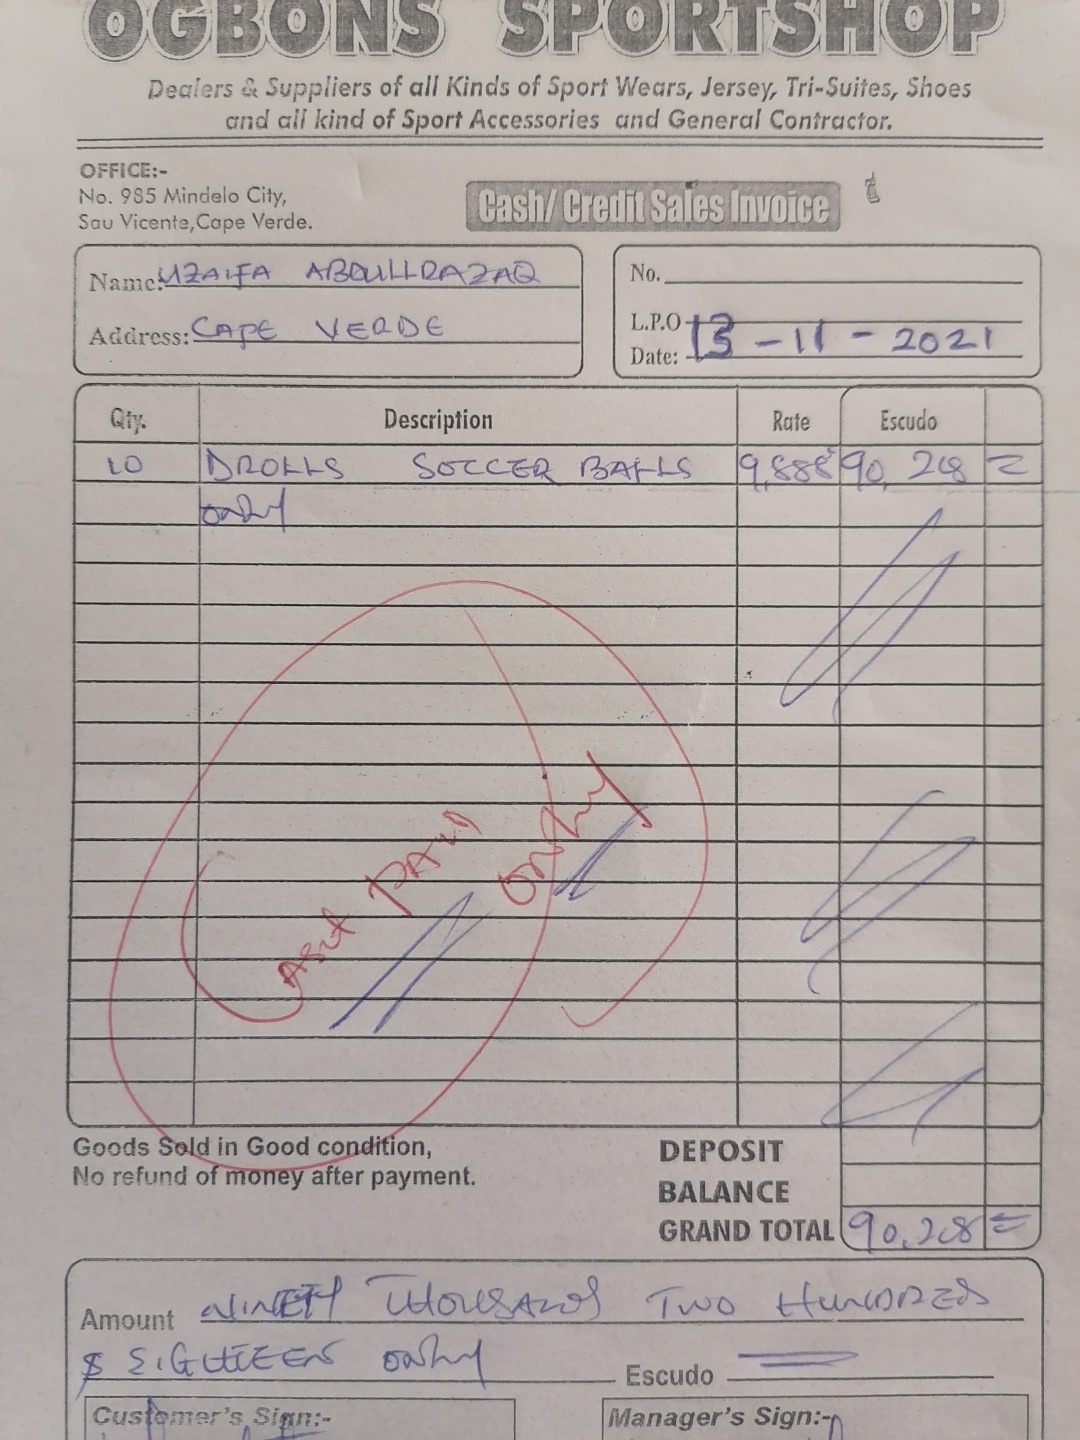 OGBONS SPORTSHOP
Dealers & Suppliers of all Kinds of Sport Wears, Jersey, Tri-Suites, Shoes
and all kind of Sport Accessories and General Contractor.
OFFICE:-
No. 985 Mindelo City,
Sau Vicente, Cape Verde.
Cash/ Credit Sales Invoice
Name: UZAIFA ABDULLRAZAQ
Address: CAPE VERDE
No.
L.P.O
Date: 13-11-2021
Qty. Description Rate Escudo
10 DROLLS SOCCER BALLS 9,888 90,218 =
only
Cash PAID only
Goods Sold in Good condition,
No refund of money after payment.
DEPOSIT
BALANCE
GRAND TOTAL 90,218 =
Amount NINETY THOUSAND TWO HUNDRED
& EIGHTEEN only Escudo
Customer's Sign:- Manager's Sign:-